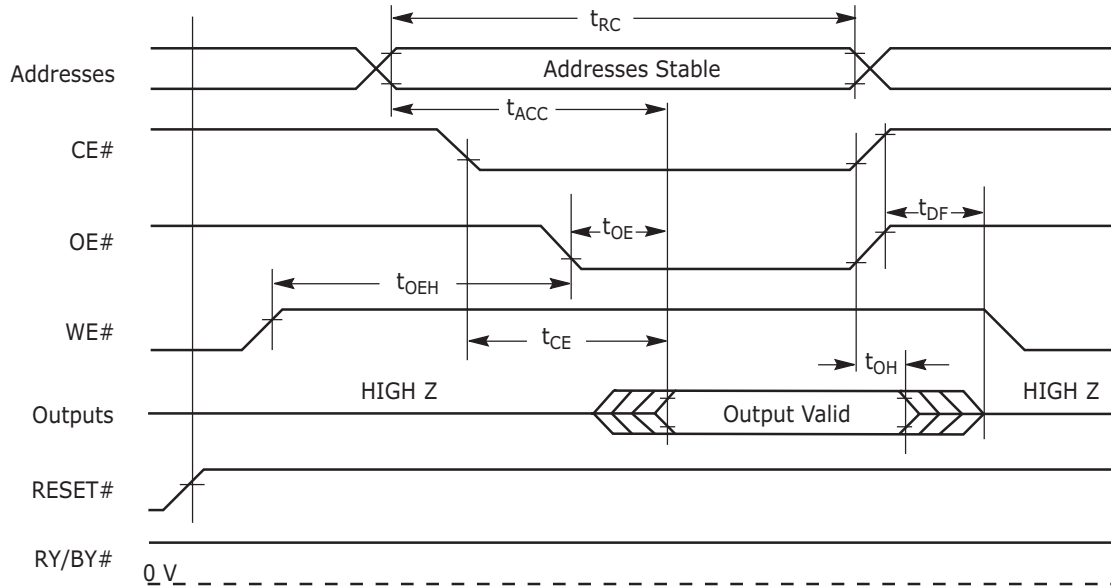 tRC
Addresses
Addresses Stable
tACC
CE#
tDF
tOE
OE#
tOEH
WE#
tCE
tOH
HIGH Z
HIGH Z
Outputs
Output Valid
RESET#
RY/BY#
0 V